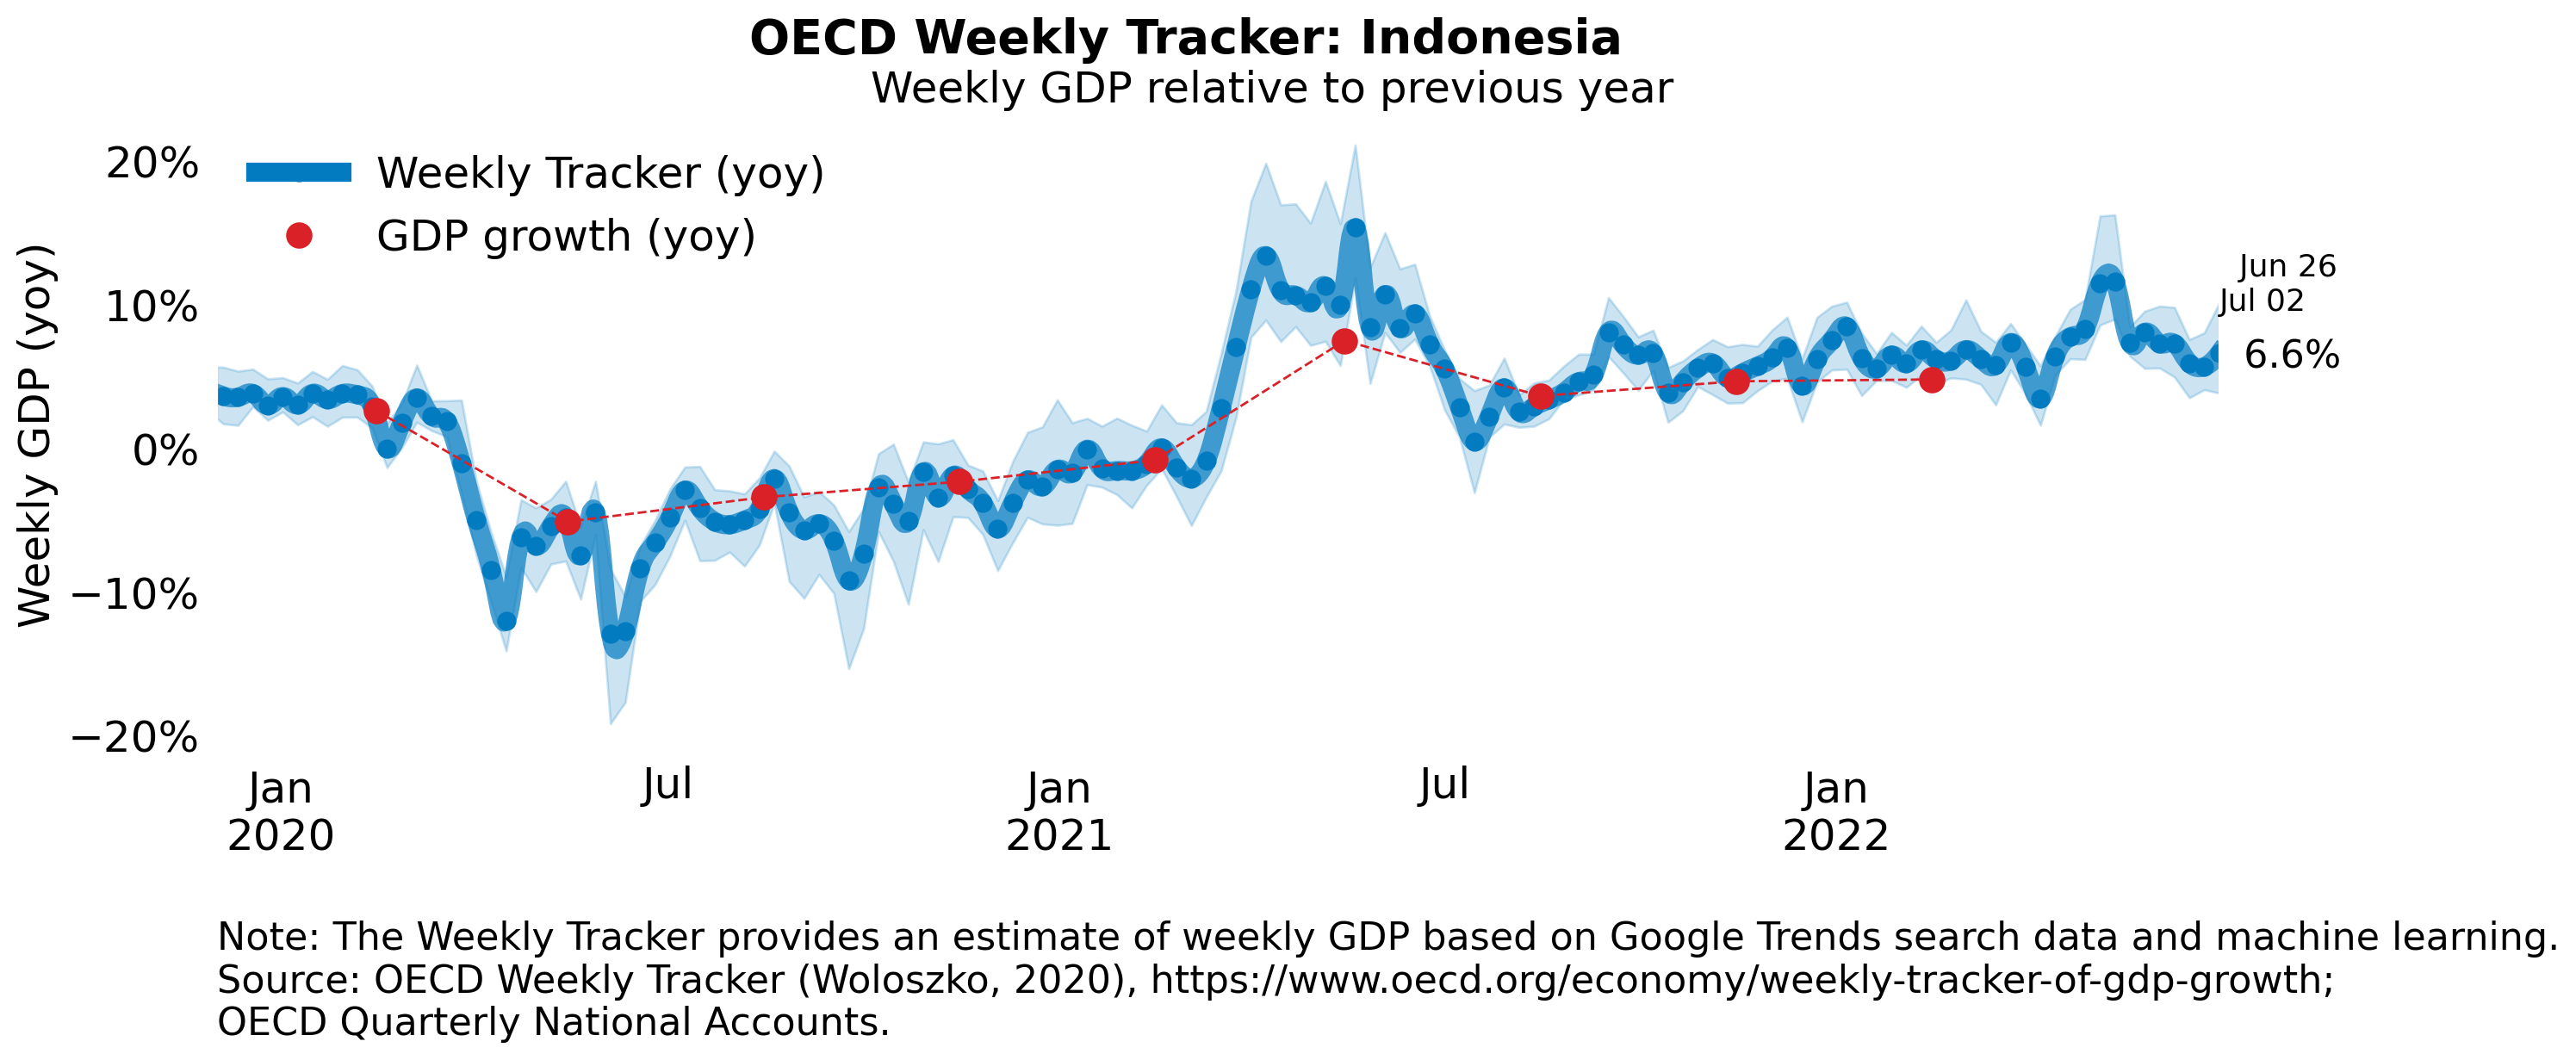 OECD Weekly Tracker: Indonesia
Weekly GDP relative to previous year
Weekly Tracker (yoy)
GDP growth (yoy)
Weekly GDP (yoy)
20%
10%
0%
−10%
−20%
Jun 26
Jul 02
6.6%
Jan
2020
Jul
Jan
2021
Jul
Jan
2022
Note: The Weekly Tracker provides an estimate of weekly GDP based on Google Trends search data and machine learning.
Source: OECD Weekly Tracker (Woloszko, 2020), https://www.oecd.org/economy/weekly-tracker-of-gdp-growth;
OECD Quarterly National Accounts.